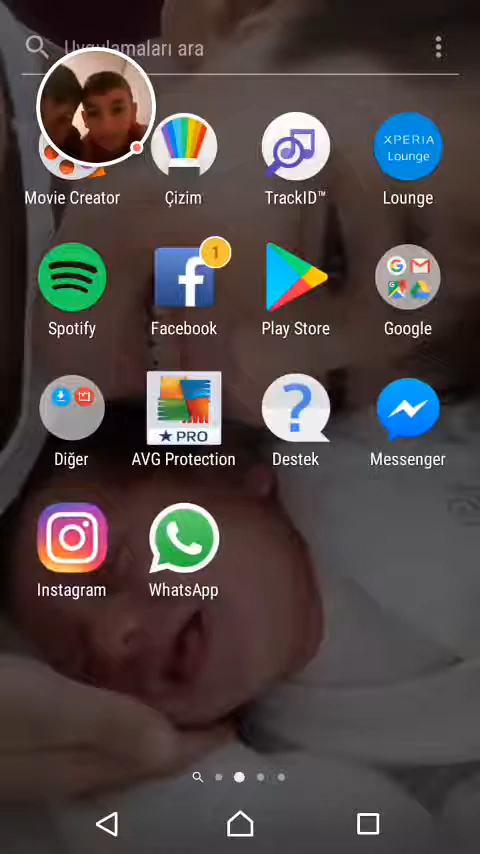 Uygulamaları ara
XPERIA
Lounge
Movie Creator
Çizim
TrackID™
Lounge
1
Spotify
Facebook
Play Store
Google
PRO
Diğer
AVG Protection
Destek
Messenger
Instagram
WhatsApp